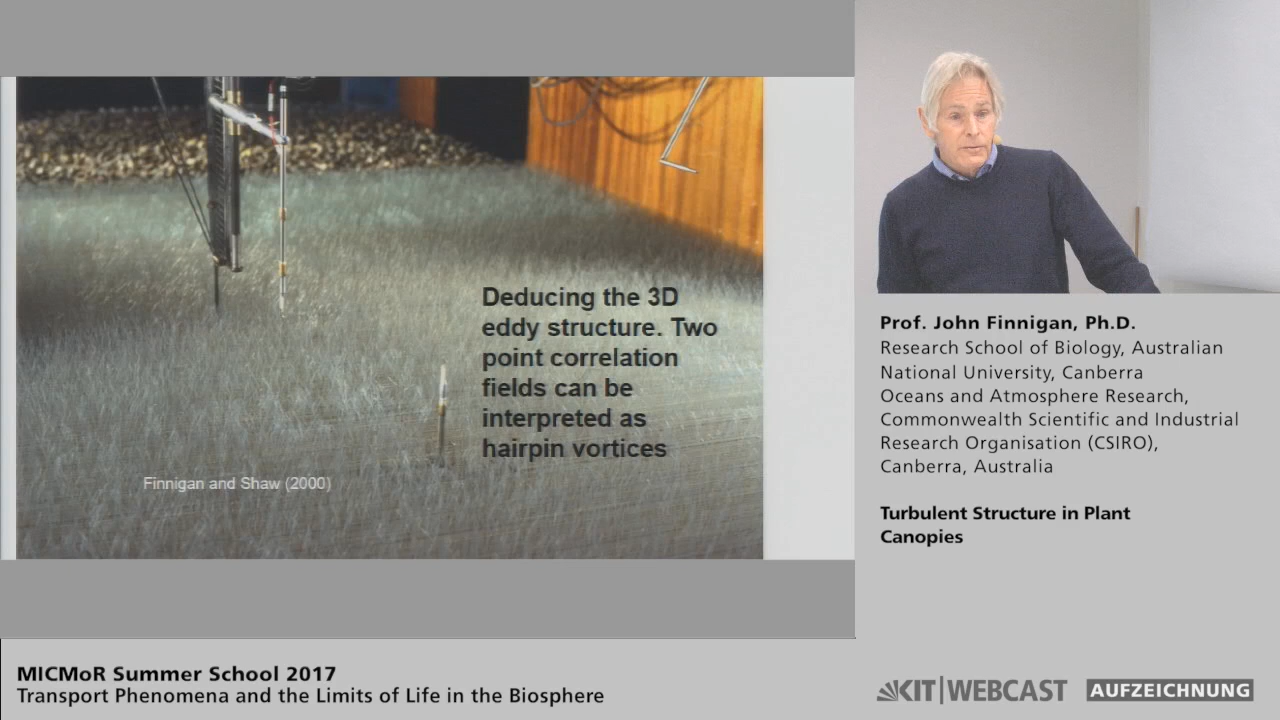 Deducing the 3D
eddy structure. Two
point correlation
fields can be
interpreted as
hairpin vortices
Finnigan and Shaw (2000)
Prof. John Finnigan, Ph.D.
Research School of Biology, Australian
National University, Canberra
Oceans and Atmosphere Research,
Commonwealth Scientific and Industrial
Research Organisation (CSIRO),
Canberra, Australia
Turbulent Structure in Plant
Canopies
MICMoR Summer School 2017
Transport Phenomena and the Limits of Life in the Biosphere
KIT|WEBCAST AUFZEICHNUNG